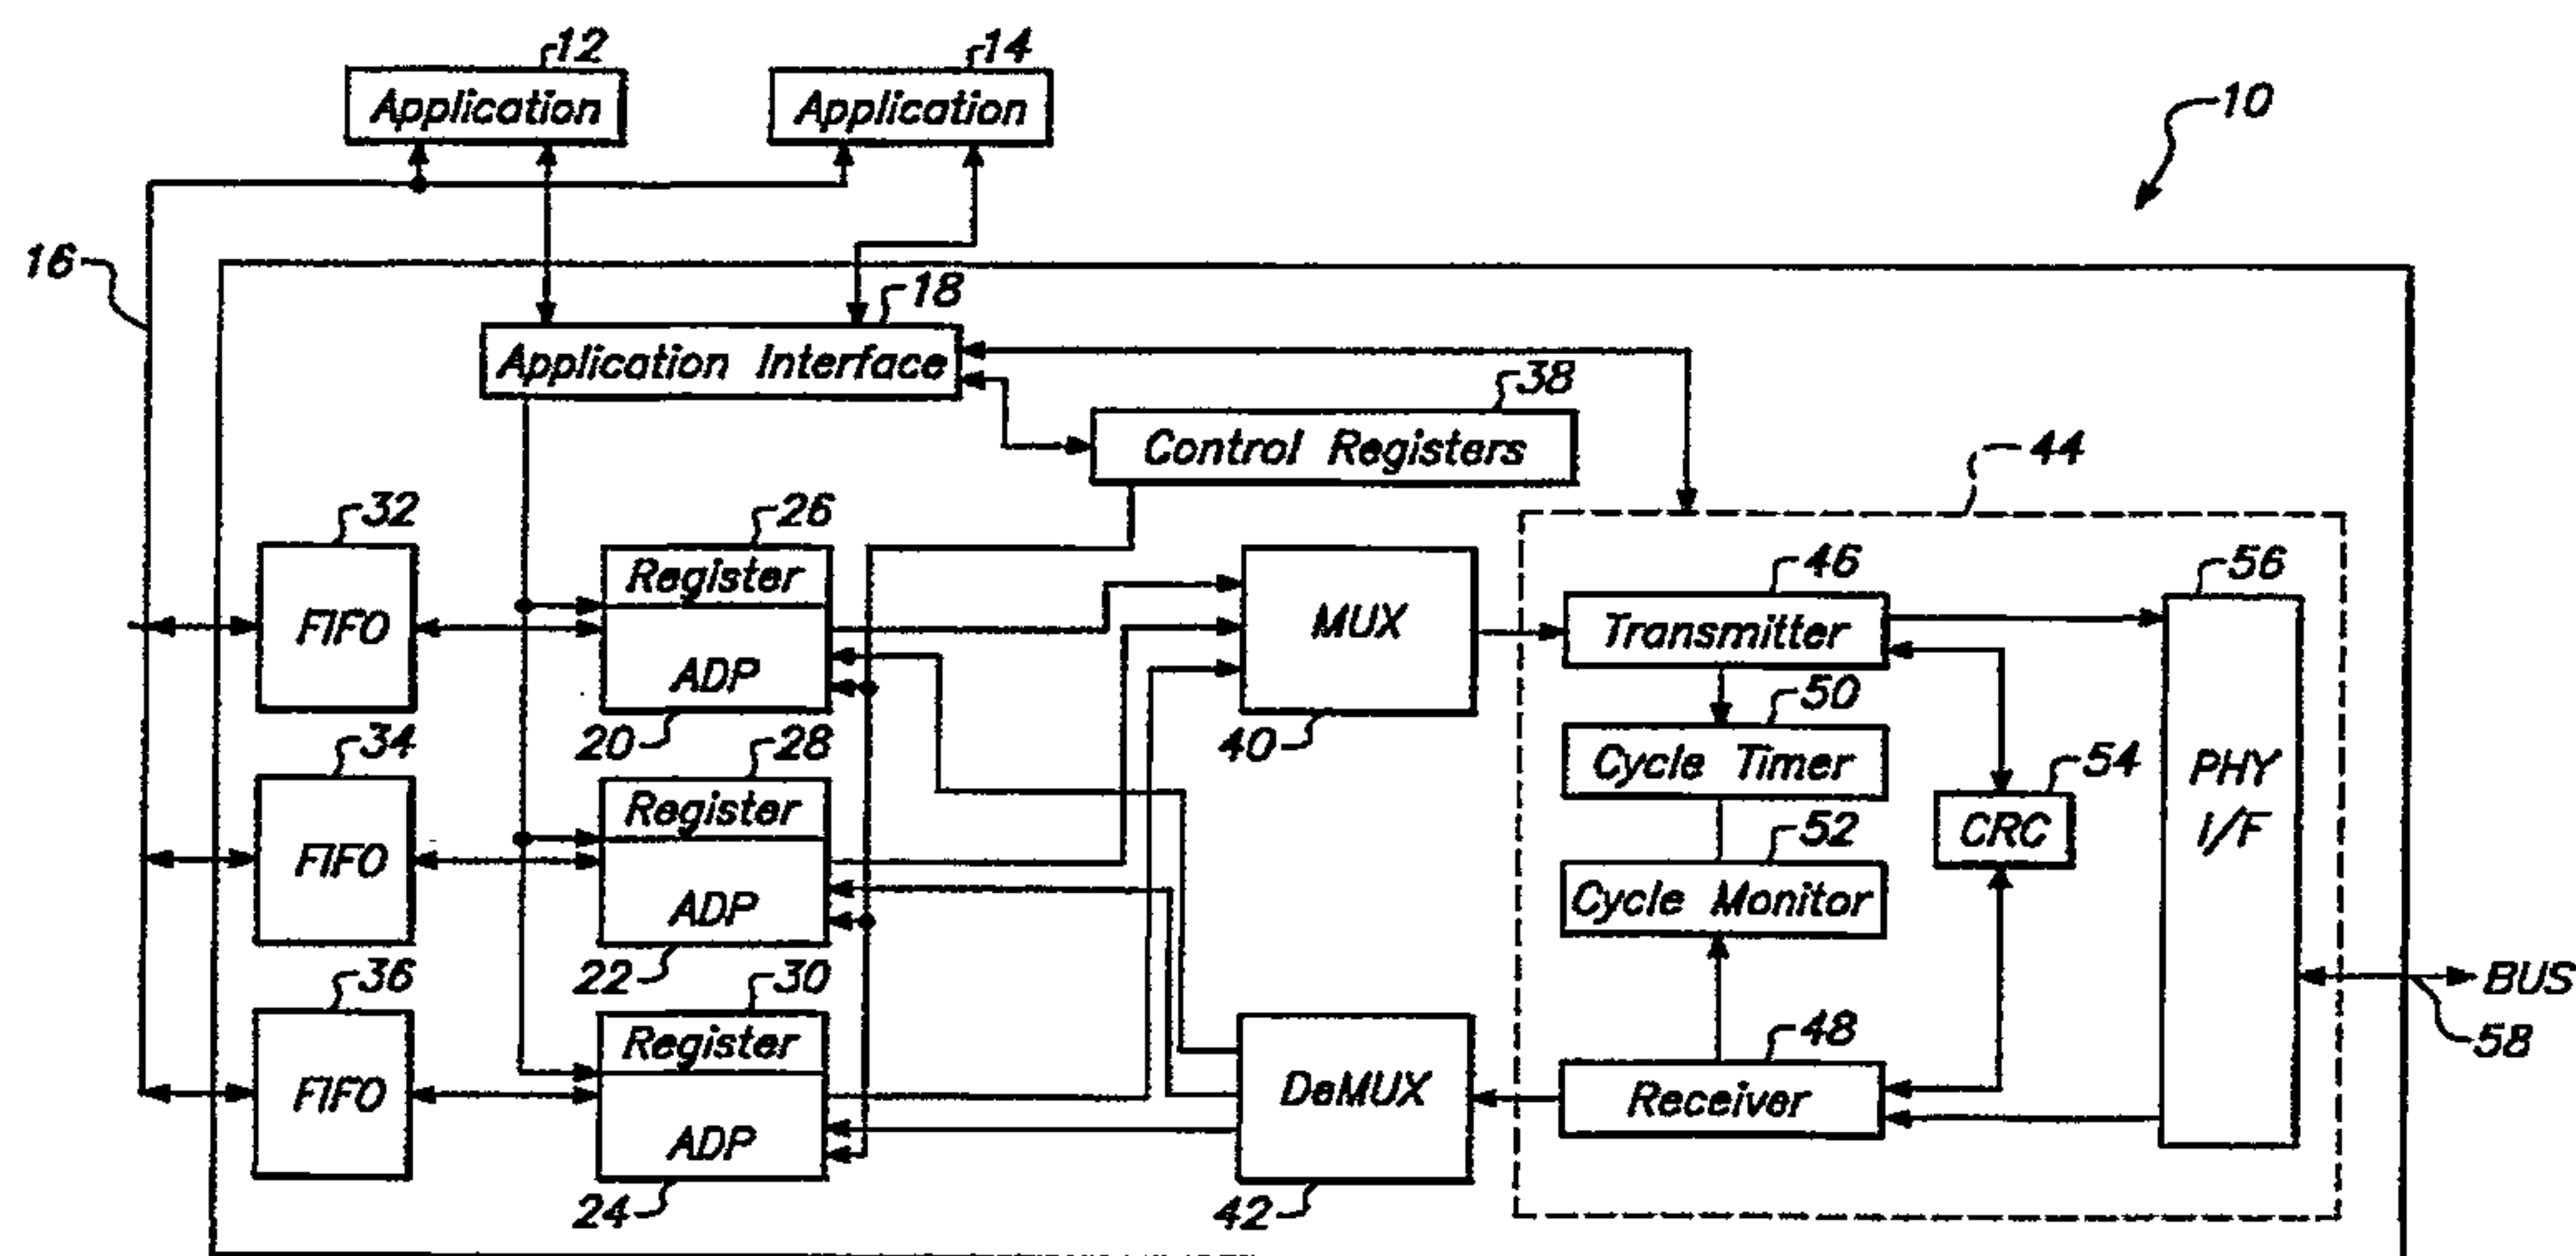 12
14
Application
Application
10
16
18
Application Interface
38
Control Registers
44
32
26
46
56
FIFO
Register
ADP
MUX
Transmitter
20
40
50
34
28
Cycle Timer
54
PHY
I/F
FIFO
Register
ADP
52
CRC
Cycle Monitor
22
36
30
BUS
58
FIFO
Register
ADP
48
DeMUX
Receiver
24
42